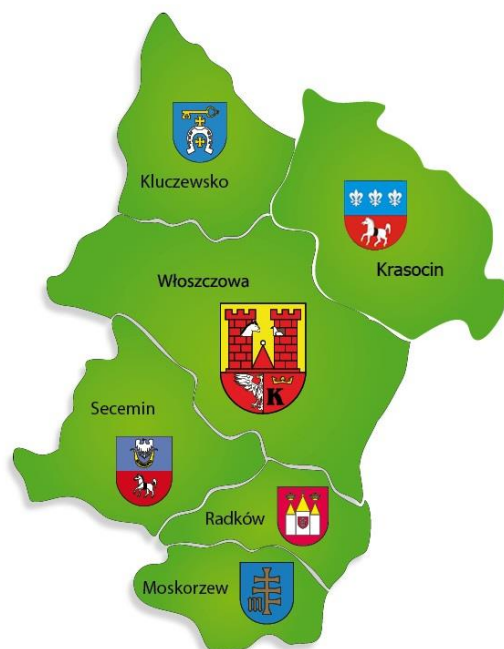 Kluczewsko
Krasocin
Włoszczowa
K
Secemin
Radków
Moskorzew